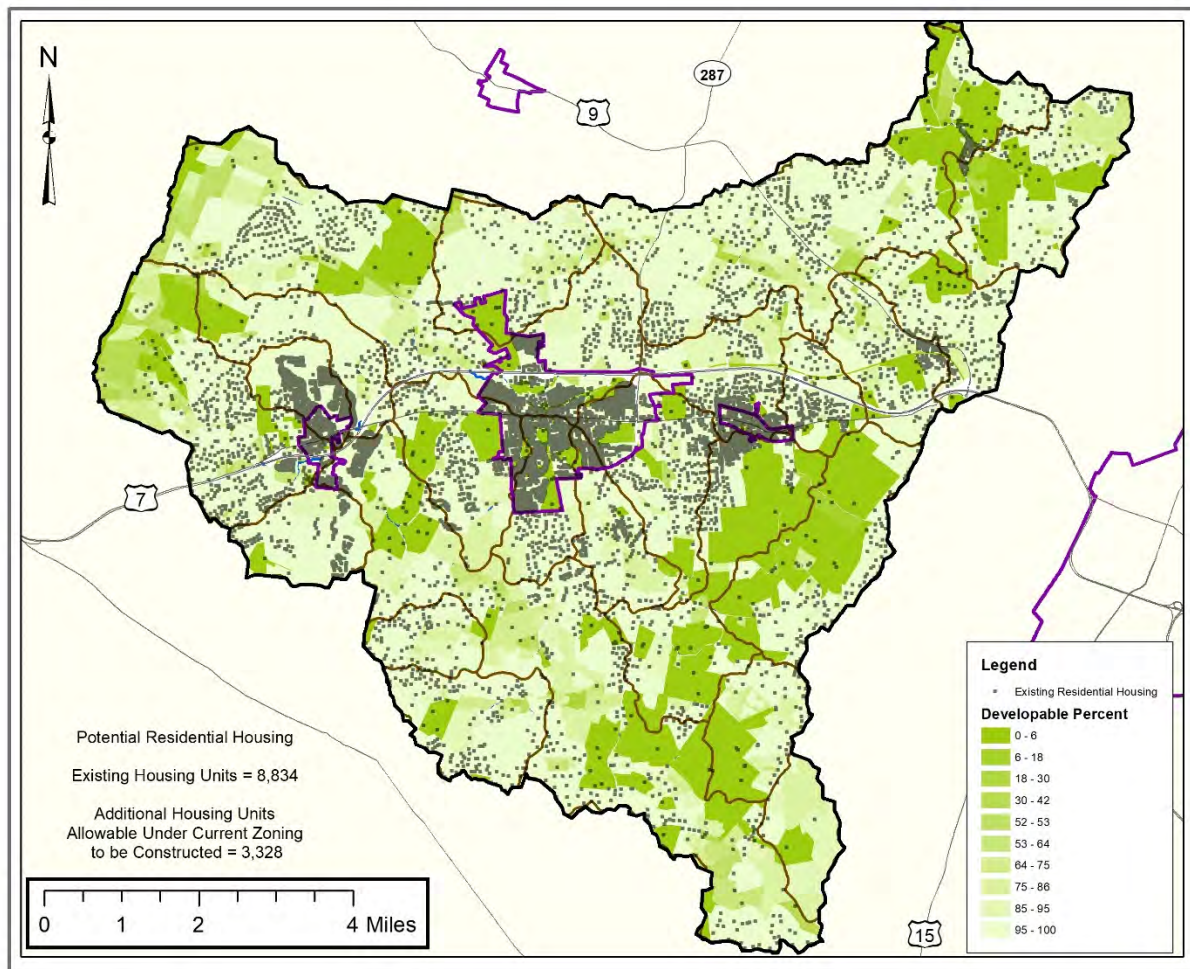 N
287
9
7
15
Potential Residential Housing
Existing Housing Units = 8,834
Additional Housing Units
Allowable Under Current Zoning
to be Constructed = 3,328
0 1 2 4 Miles
Legend
Existing Residential Housing
Developable Percent
0 - 6
6 - 18
18 - 30
30 - 42
52 - 53
53 - 64
64 - 75
75 - 86
85 - 95
95 - 100